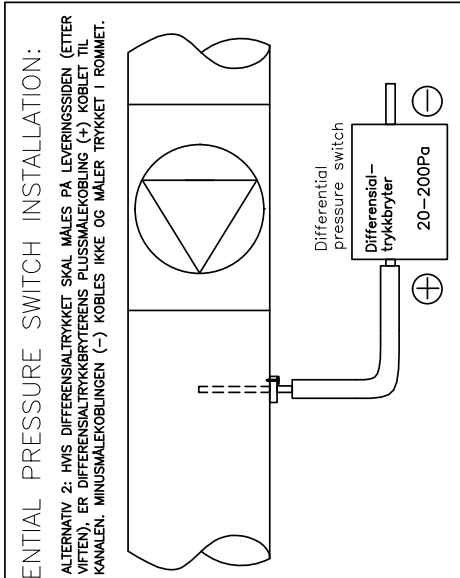 ENTIAL PRESSURE SWITCH INSTALLATION:
ALTERNATIV 2: HVIS DIFFERENSIALTRYKKET SKAL MÅLES PÅ LEVERINGSSIDEN (ETTER
VIFTEN), ER DIFFERENSIALTRYKKBRYTERENS PLUSSMÅLEKOBLING (+) KOBLET TIL
KANALEN. MINUSMÅLEKOBLINGEN (−) KOBLES IKKE OG MÅLER TRYKKET I ROMMET.
Differential
pressure switch
Differensial−
trykkbryter
20−200Pa
+
−